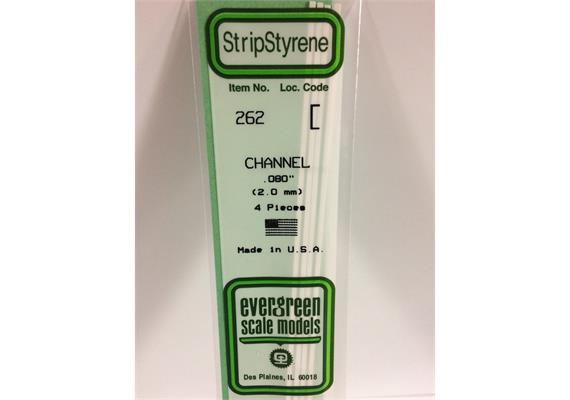 StripStyrene
Item No. Loc. Code
262 [
CHANNEL
.080"
(2.0 mm)
4 Pieces
Made in U.S.A.
evergreen
scale models
Des Plaines, IL 60018